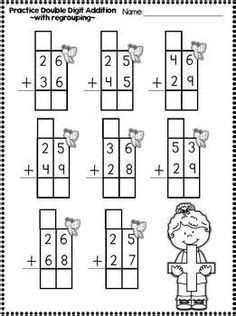 Practice Double Digit Addition Name:
~with regrouping~
2 6 2 5 4 6
+ 3 6 + 4 5 + 2 9
2 5 3 6 5 3
+ 4 9 + 2 8 + 2 9
2 6 2 5
+ 6 8 + 2 7